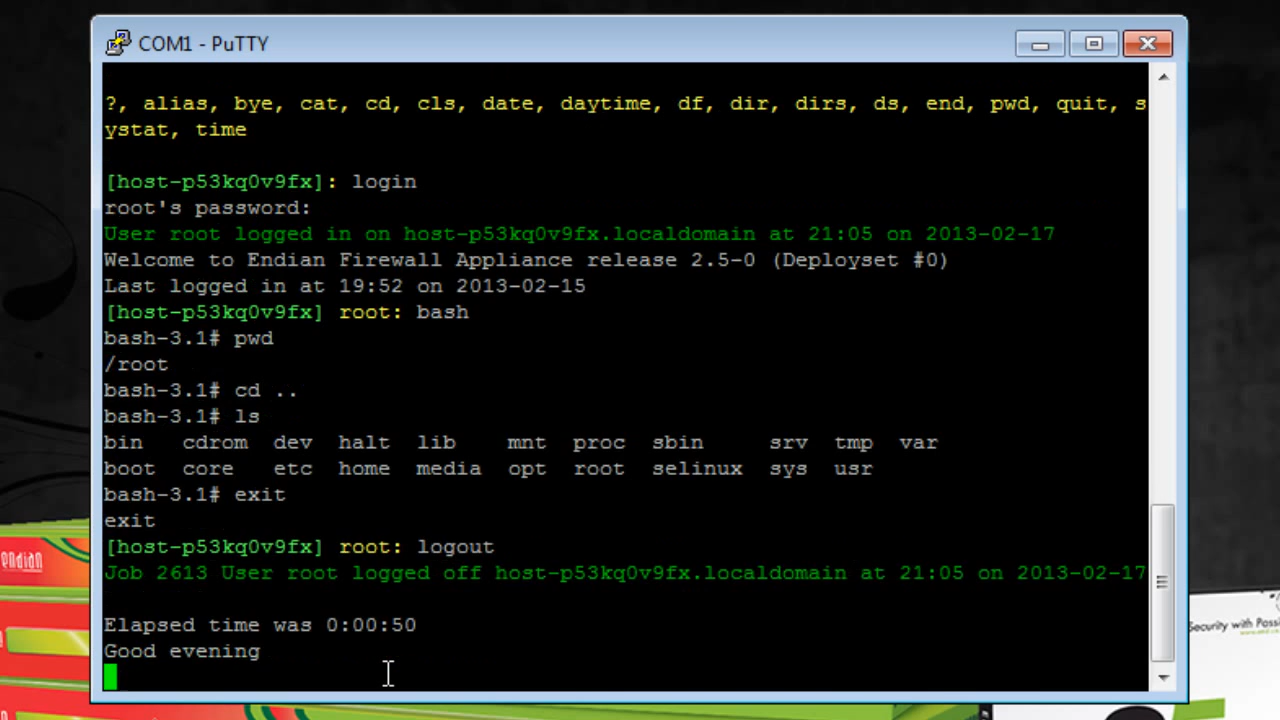 COM1 - PuTTY
?, alias, bye, cat, cd, cls, date, daytime, df, dir, dirs, ds, end, pwd, quit, s
ystat, time
[host-p53kq0v9fx]: login
root's password:
User root logged in on host-p53kq0v9fx.localdomain at 21:05 on 2013-02-17
Welcome to Endian Firewall Appliance release 2.5-0 (Deployset #0)
Last logged in at 19:52 on 2013-02-15
[host-p53kq0v9fx] root: bash
bash-3.1# pwd
/root
bash-3.1# cd ..
bash-3.1# ls
bin cdrom dev halt lib mnt proc sbin srv tmp var
boot core etc home media opt root selinux sys usr
bash-3.1# exit
exit
[host-p53kq0v9fx] root: logout
endian
Job 2613 User root logged off host-p53kq0v9fx.localdomain at 21:05 on 2013-02-17
Elapsed time was 0:00:50
Security with
Good evening